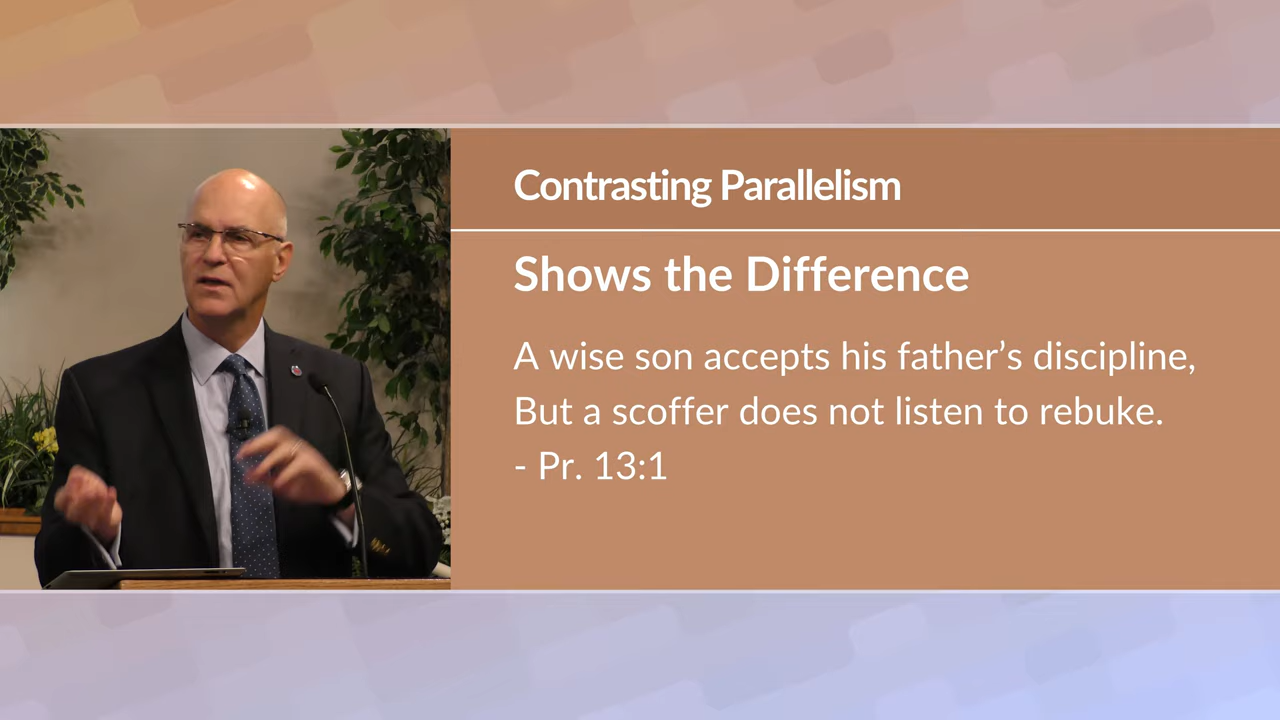 Contrasting Parallelism
Shows the Difference
A wise son accepts his father’s discipline,
But a scoffer does not listen to rebuke.
- Pr. 13:1